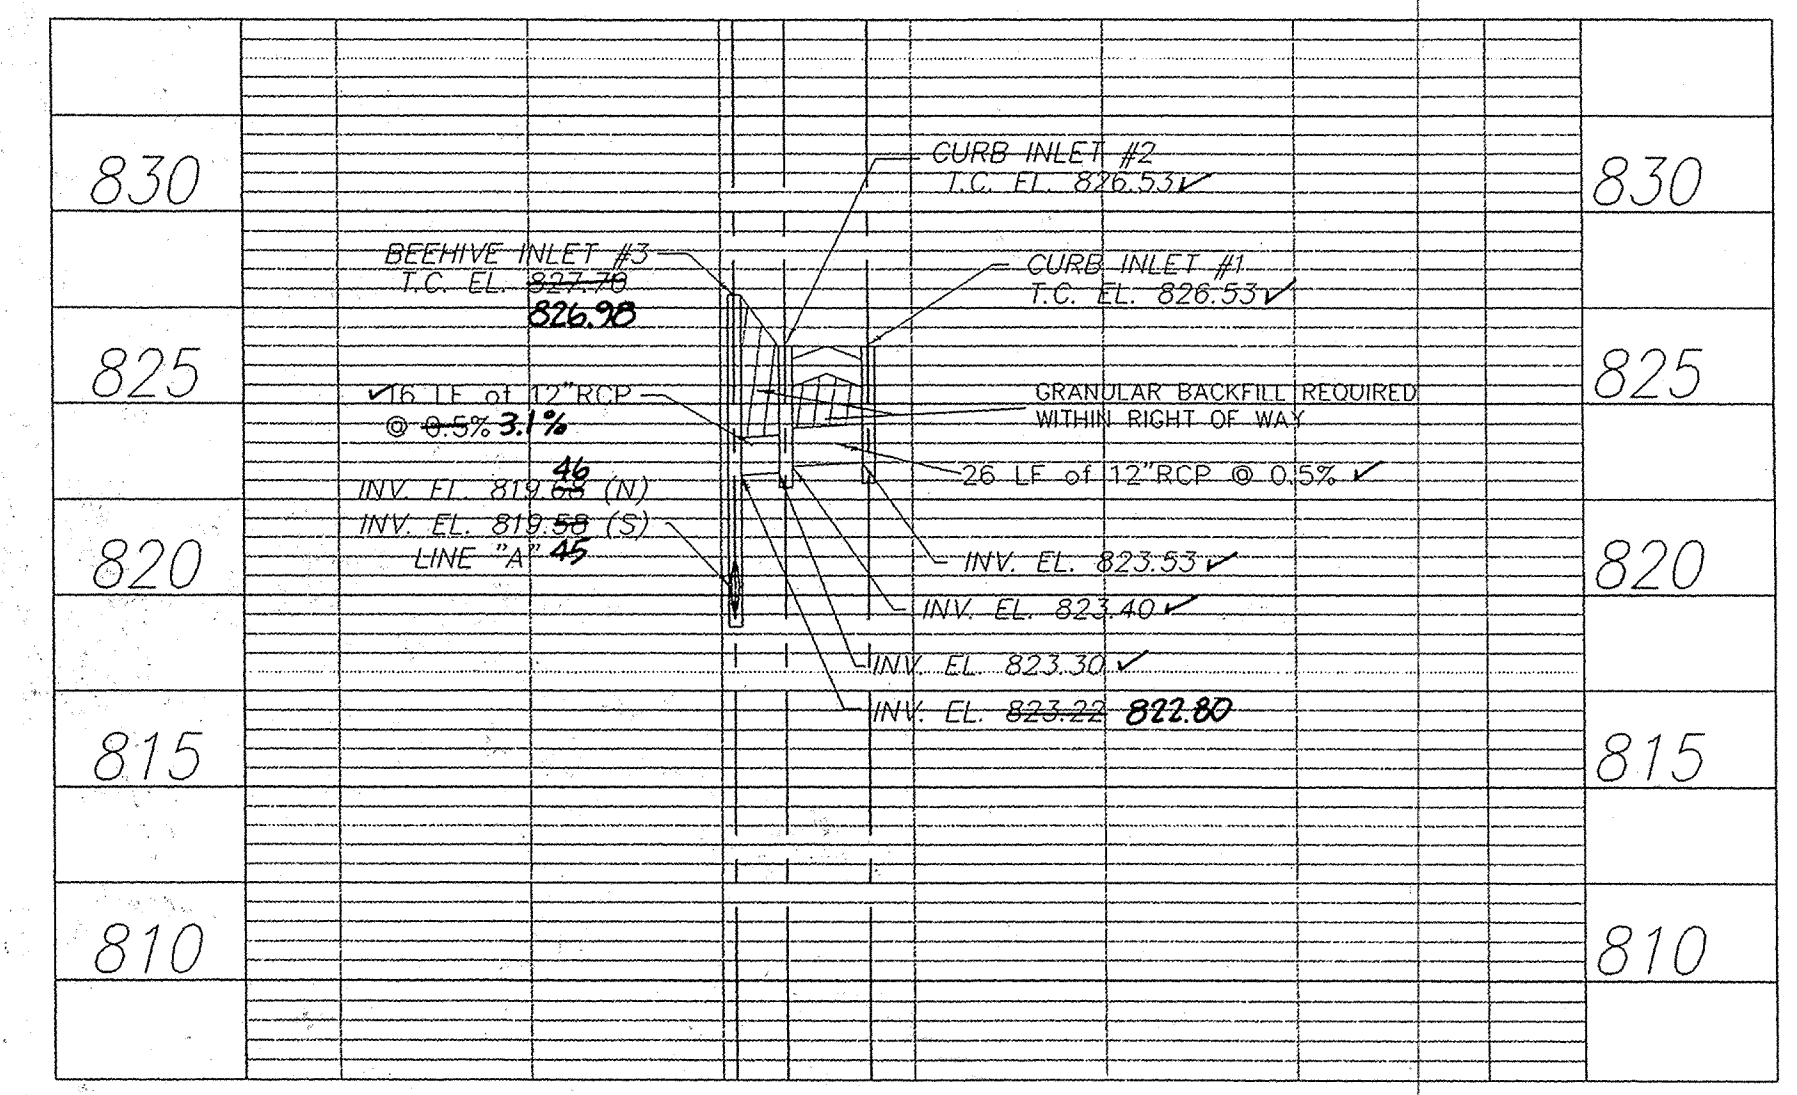 830
825
820
815
810
CURB INLET #2
T.C. EL. 826.53✓
BEEHIVE INLET #3
T.C. EL. 827.70
826.98
CURB INLET #1
T.C. EL. 826.53✓
✓16 LF of 12"RCP
@ 0.5% 3.1%
GRANULAR BACKFILL REQUIRED
WITHIN RIGHT OF WAY
26 LF of 12"RCP @ 0.5% ✓
46
INV. EL. 819.68 (N)
INV. EL. 819.58 (S)
LINE "A" 45
INV. EL. 823.53✓
INV. EL. 823.40✓
INV. EL. 823.30✓
INV. EL. 823.22 822.80
830
825
820
815
810